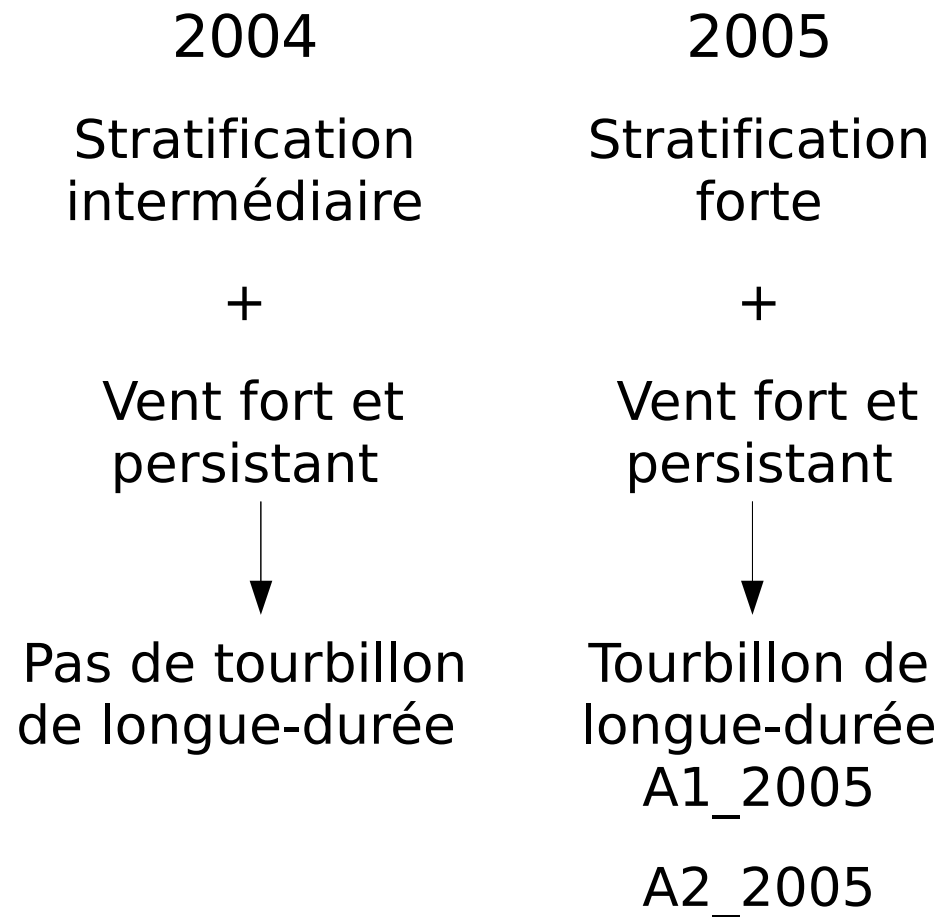 2004
Stratification
intermédiaire
+
Vent fort et
persistant
Pas de tourbillon
de longue-durée
2005
Stratification
forte
+
Vent fort et
persistant
Tourbillon de
longue-durée
A1_2005
A2_2005